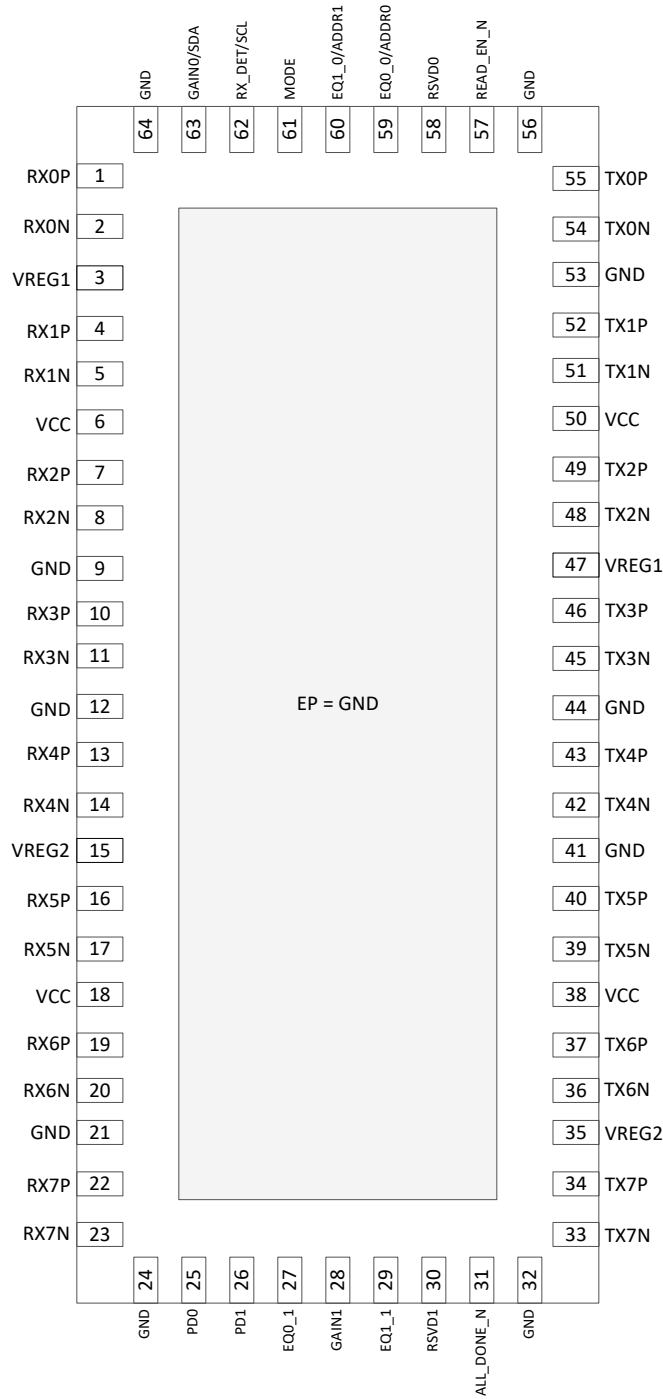 GND
GAIN0/SDA
RX_DET/SCL
MODE
EQ1_0/ADDR1
EQ0_0/ADDR0
RSVD0
READ_EN_N
GND
64
63
62
61
60
59
58
57
56
RX0P 1
RX0N 2
VREG1 3
RX1P 4
RX1N 5
VCC 6
RX2P 7
RX2N 8
GND 9
RX3P 10
RX3N 11
GND 12
RX4P 13
RX4N 14
VREG2 15
RX5P 16
RX5N 17
VCC 18
RX6P 19
RX6N 20
GND 21
RX7P 22
RX7N 23
EP = GND
55 TX0P
54 TX0N
53 GND
52 TX1P
51 TX1N
50 VCC
49 TX2P
48 TX2N
47 VREG1
46 TX3P
45 TX3N
44 GND
43 TX4P
42 TX4N
41 GND
40 TX5P
39 TX5N
38 VCC
37 TX6P
36 TX6N
35 VREG2
34 TX7P
33 TX7N
24
25
26
27
28
29
30
31
32
GND
PD0
PD1
EQ0_1
GAIN1
EQ1_1
RSVD1
ALL_DONE_N
GND